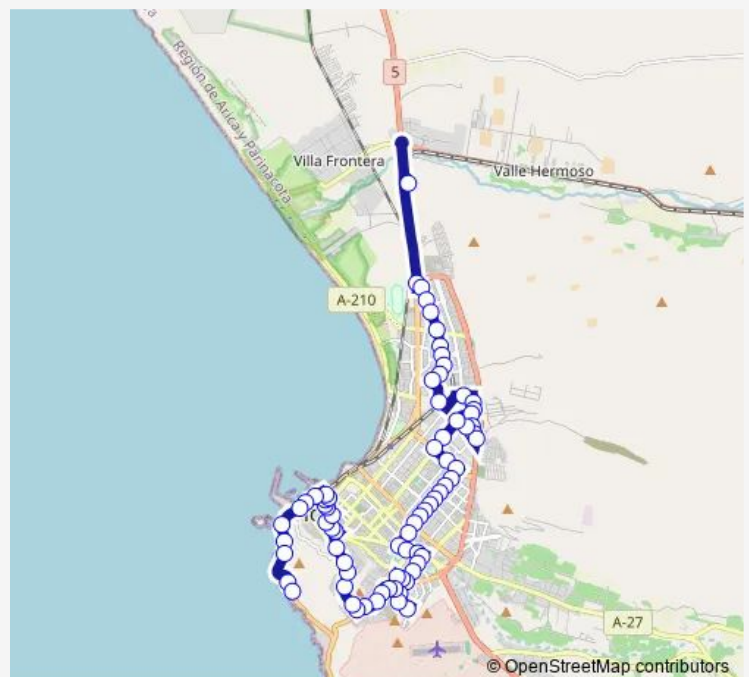 Región de Arica y Parinacota
5
Villa Frontera
Valle Hermoso
A-210
A-27
© OpenStreetMap contributors